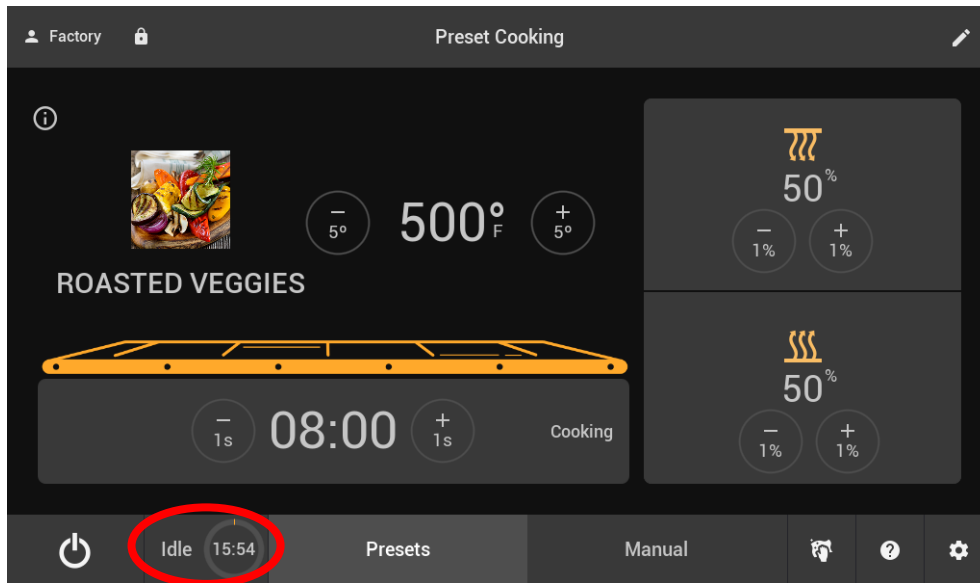 Factory
Preset Cooking
−
5°
500°F
+
5°
50%
−
1%
+
1%
ROASTED VEGGIES
50%
−
1%
+
1%
−
1s
08:00
+
1s
Cooking
Idle
15:54
Presets
Manual